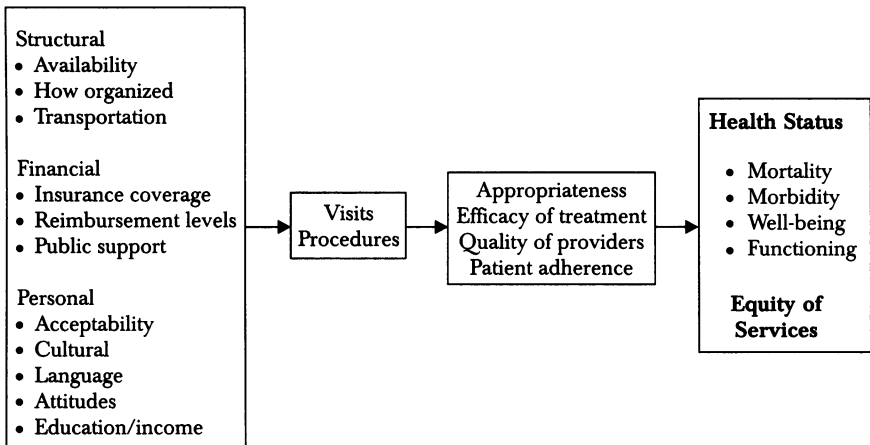 Structural
• Availability
• How organized
• Transportation
Financial
• Insurance coverage
• Reimbursement levels
• Public support
Personal
• Acceptability
• Cultural
• Language
• Attitudes
• Education/income
Visits
Procedures
Appropriateness
Efficacy of treatment
Quality of providers
Patient adherence
Health Status
• Mortality
• Morbidity
• Well-being
• Functioning
Equity of
Services